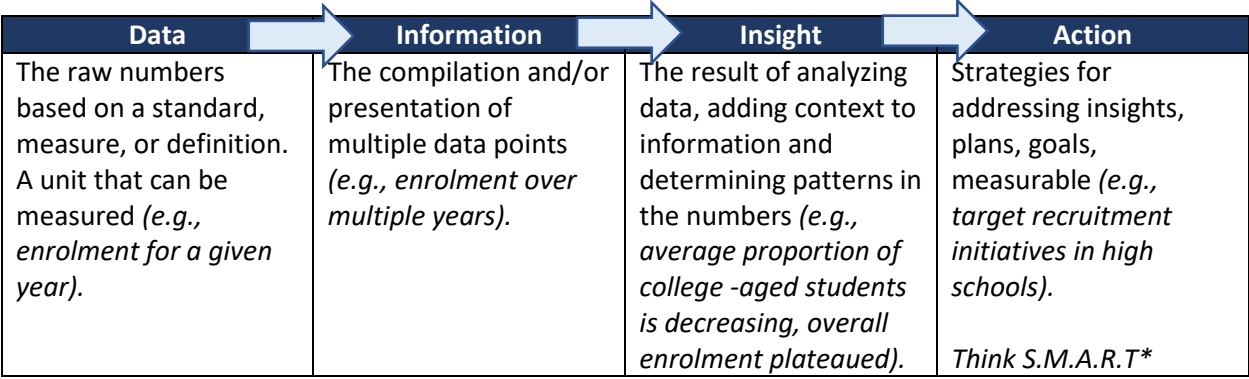 Data
Information
Insight
Action
The raw numbers
based on a standard,
measure, or definition.
A unit that can be
measured (e.g.,
enrolment for a given
year).
The compilation and/or
presentation of
multiple data points
(e.g., enrolment over
multiple years).
The result of analyzing
data, adding context to
information and
determining patterns in
the numbers (e.g.,
average proportion of
college -aged students
is decreasing, overall
enrolment plateaued).
Strategies for
addressing insights,
plans, goals,
measurable (e.g.,
target recruitment
initiatives in high
schools).
Think S.M.A.R.T*